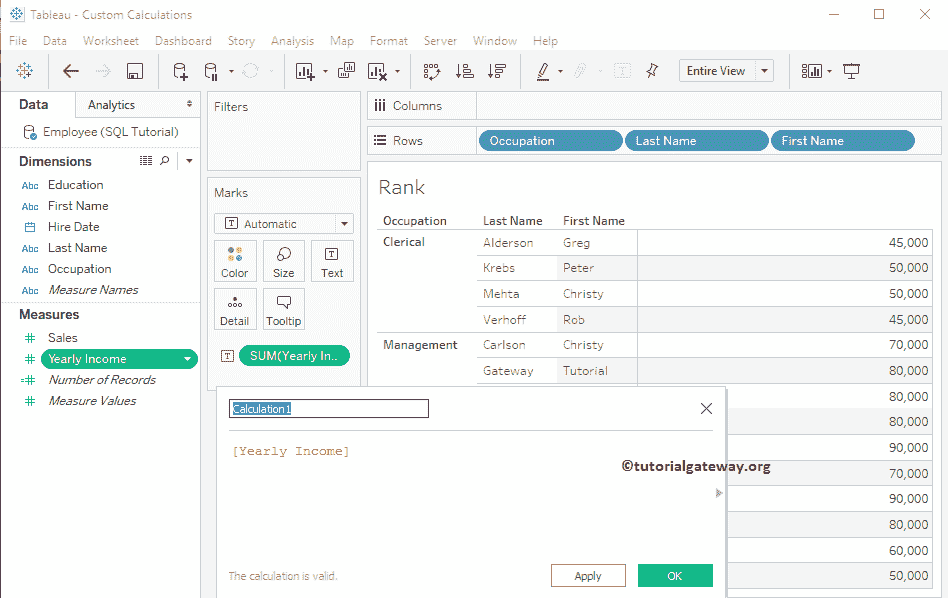 Tableau - Custom Calculations
File Data Worksheet Dashboard Story Analysis Map Format Server Window Help
Entire View
Data Analytics
Employee (SQL Tutorial)
Dimensions
Abc Education
Abc First Name
Hire Date
Abc Last Name
Abc Occupation
Abc Measure Names
Measures
Sales
Yearly Income
Number of Records
Measure Values
Filters
Marks
T Automatic
Color Size Text
Detail Tooltip
T SUM(Yearly In..
Columns
Rows Occupation Last Name First Name
Rank
Occupation Last Name First Name
Clerical Alderson Greg 45,000
Krebs Peter 50,000
Mehta Christy 50,000
Verhoff Rob 45,000
Management Carlson Christy 70,000
Gateway Tutorial 80,000
80,000
80,000
90,000
70,000
90,000
80,000
60,000
50,000
Calculation1
[Yearly Income]
©tutorialgateway.org
The calculation is valid.
Apply OK